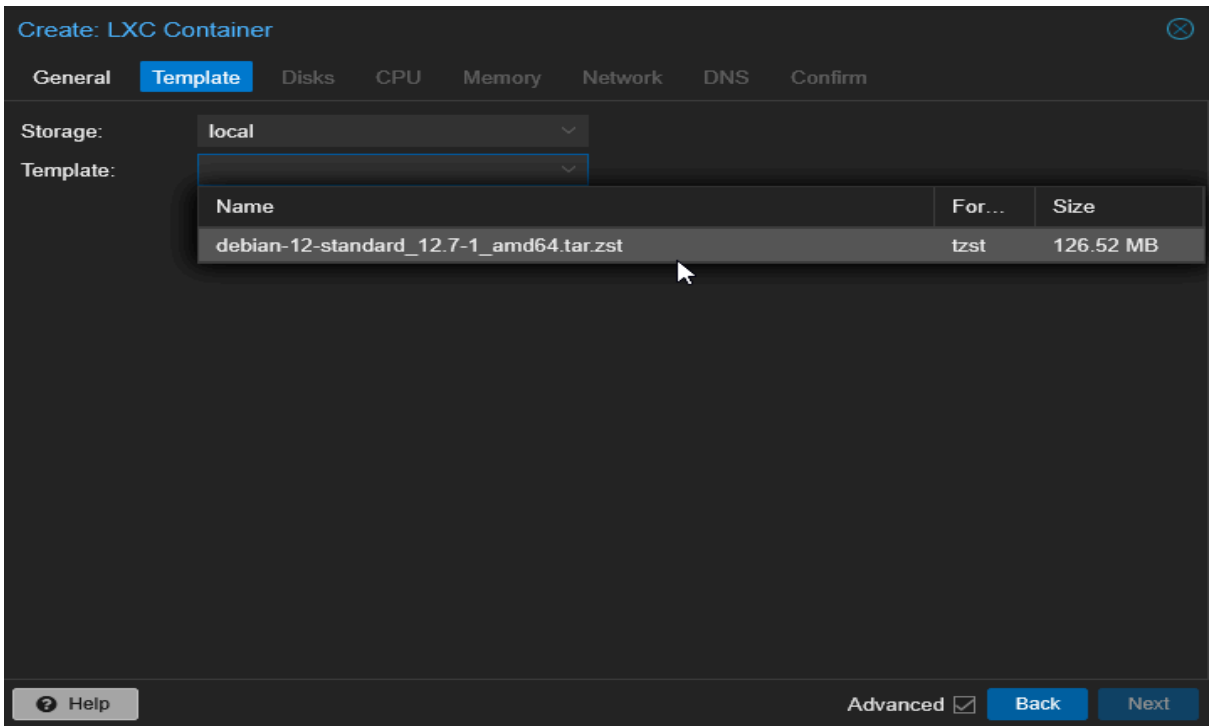 Create: LXC Container
General Template Disks CPU Memory Network DNS Confirm
Storage: local
Template:
Name For... Size
debian-12-standard_12.7-1_amd64.tar.zst tzst 126.52 MB
Help Advanced Back Next